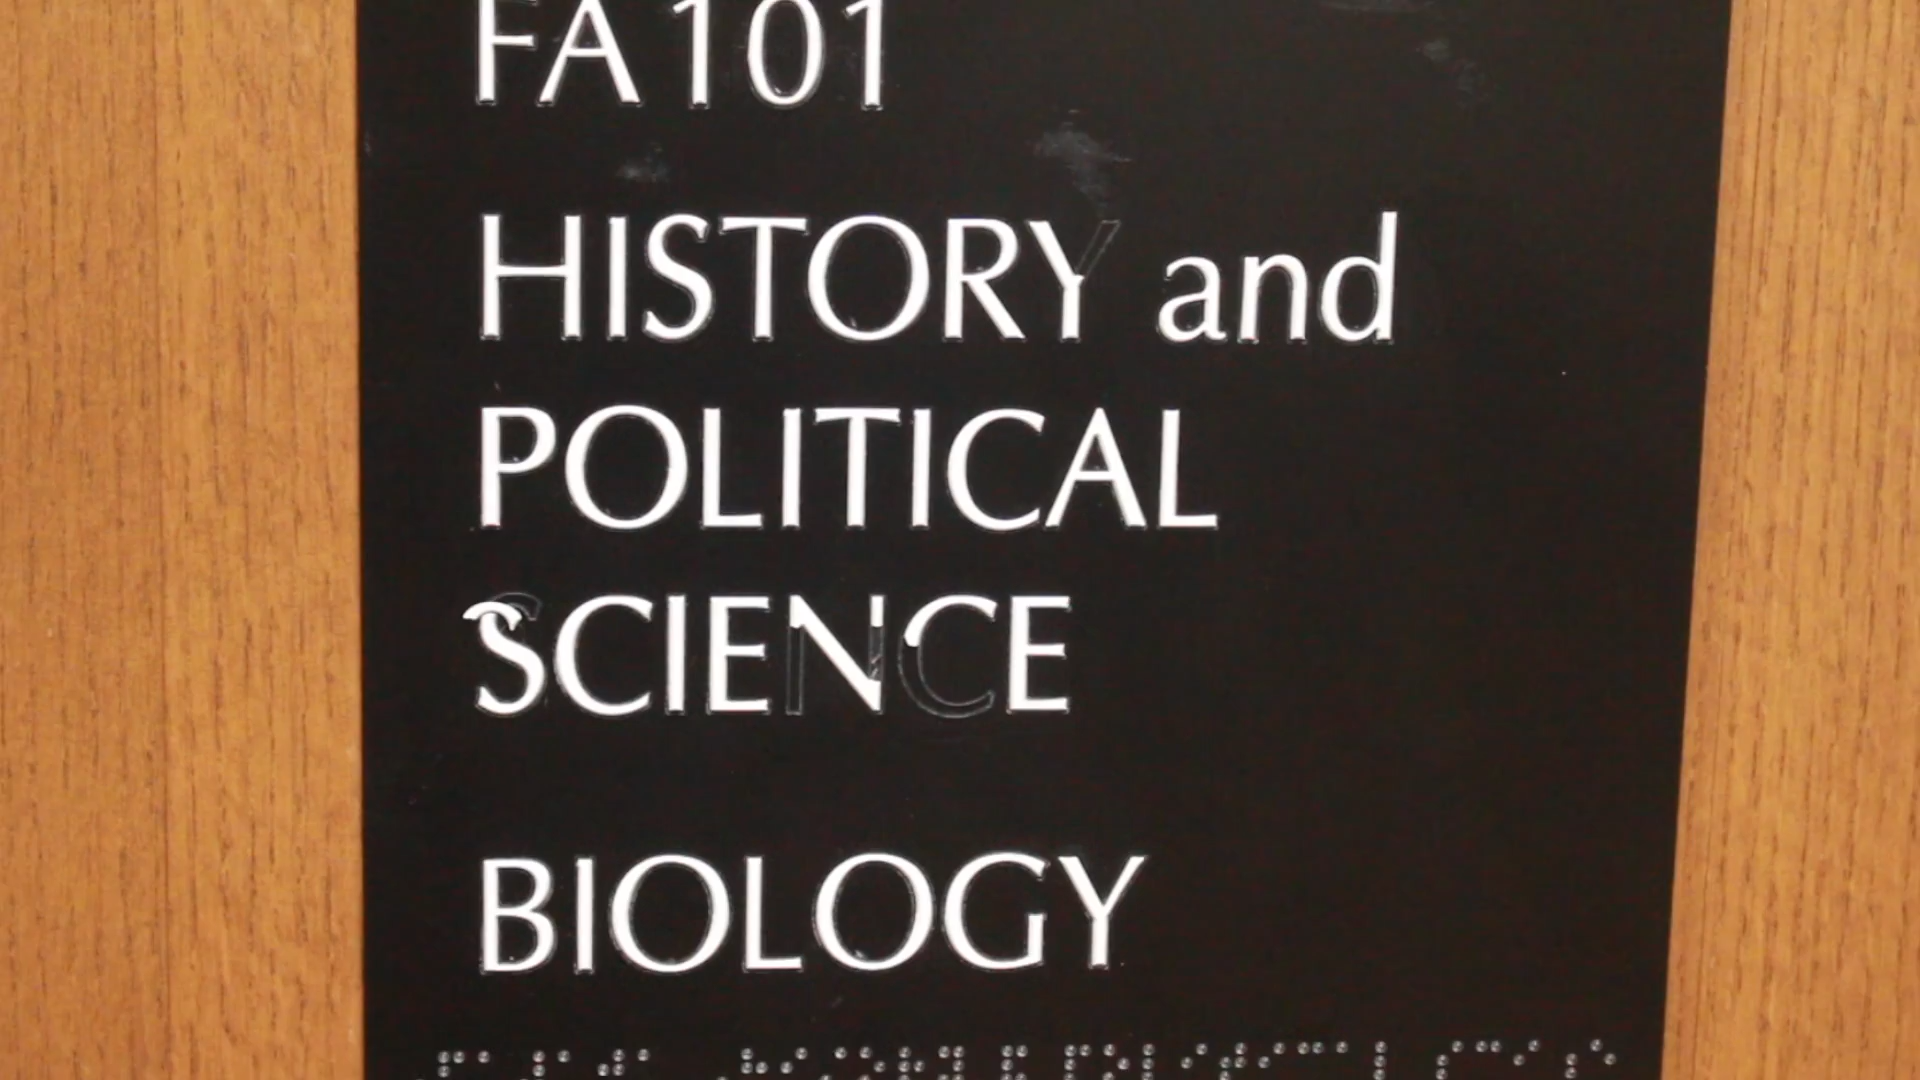 FA101
HISTORY and
POLITICAL
SCIENCE
BIOLOGY